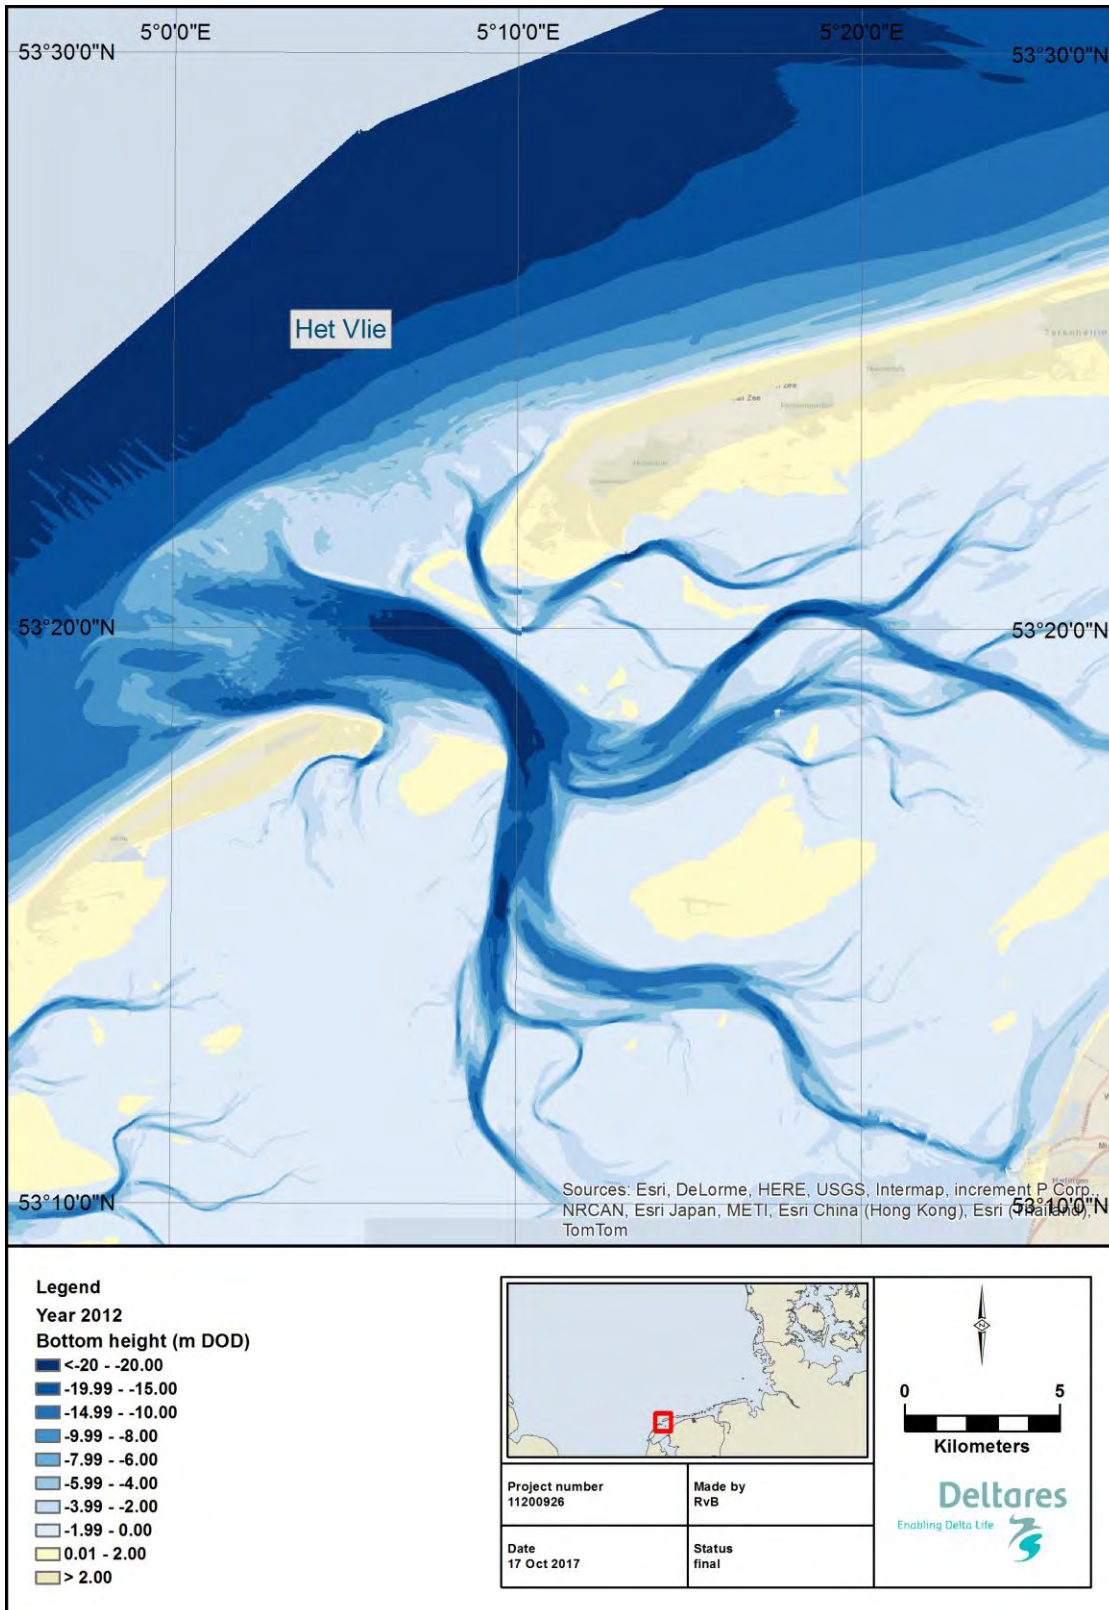 5°0'0"E
5°10'0"E
5°20'0"E
53°30'0"N
53°30'0"N
Het Vlie
53°20'0"N
53°20'0"N
53°10'0"N
53°10'0"N
Sources: Esri, DeLorme, HERE, USGS, Intermap, increment P Corp.,
NRCAN, Esri Japan, METI, Esri China (Hong Kong), Esri (Thailand),
TomTom
Legend
Year 2012
Bottom height (m DOD)
<-20 - -20.00
-19.99 - -15.00
-14.99 - -10.00
-9.99 - -8.00
-7.99 - -6.00
-5.99 - -4.00
-3.99 - -2.00
-1.99 - 0.00
0.01 - 2.00
> 2.00
Project number
11200926
Made by
RvB
Date
17 Oct 2017
Status
final
N
0 5
Kilometers
Deltares
Enabling Delta Life